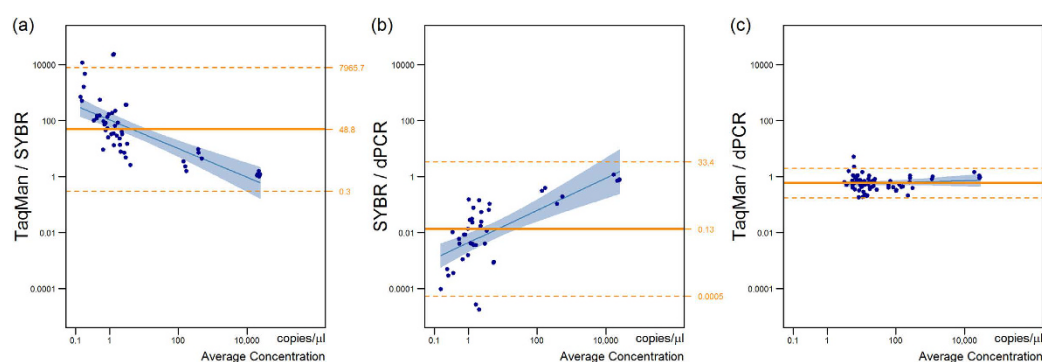 (a)
TaqMan / SYBR
10000
100
1
0.01
0.0001
7965.7
48.8
0.3
0.1 1 100 10,000 copies/µl
Average Concentration
(b)
SYBR / dPCR
10000
100
1
0.01
0.0001
33.4
0.13
0.0005
0.1 1 100 10,000 copies/µl
Average Concentration
(c)
TaqMan / dPCR
10000
100
1
0.01
0.0001
0.1 1 100 10,000 copies/µl
Average Concentration